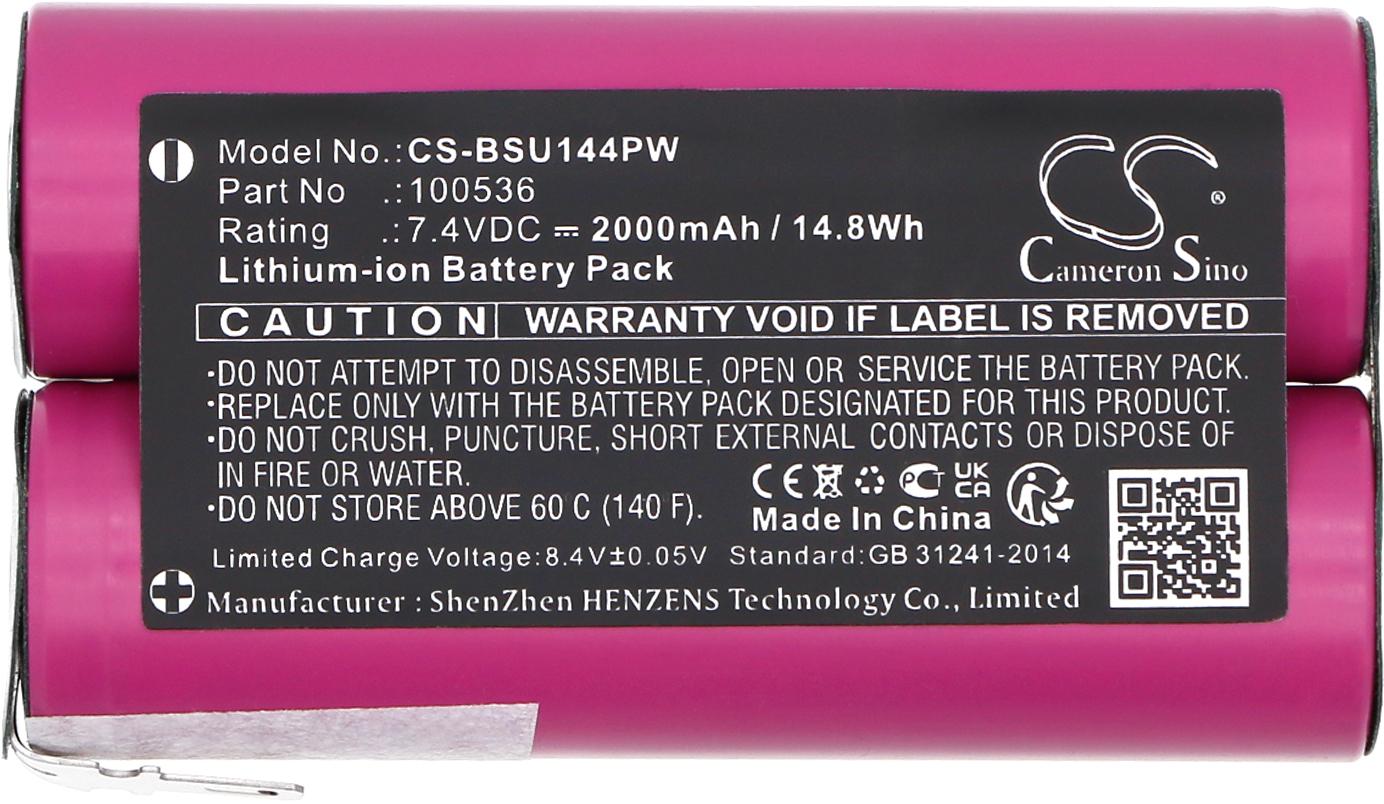 Model No.:CS-BSU144PW
Part No .:100536
Rating .:7.4VDC ⎓ 2000mAh / 14.8Wh
Lithium-ion Battery Pack
CS®
Cameron Sino
CAUTION WARRANTY VOID IF LABEL IS REMOVED
•DO NOT ATTEMPT TO DISASSEMBLE, OPEN OR SERVICE THE BATTERY PACK.
•REPLACE ONLY WITH THE BATTERY PACK DESIGNATED FOR THIS PRODUCT.
•DO NOT CRUSH, PUNCTURE, SHORT EXTERNAL CONTACTS OR DISPOSE OF
IN FIRE OR WATER.
•DO NOT STORE ABOVE 60 C (140 F).
CE UK CA
Made In China
Limited Charge Voltage:8.4V±0.05V Standard:GB 31241-2014
Manufacturer : ShenZhen HENZENS Technology Co., Limited